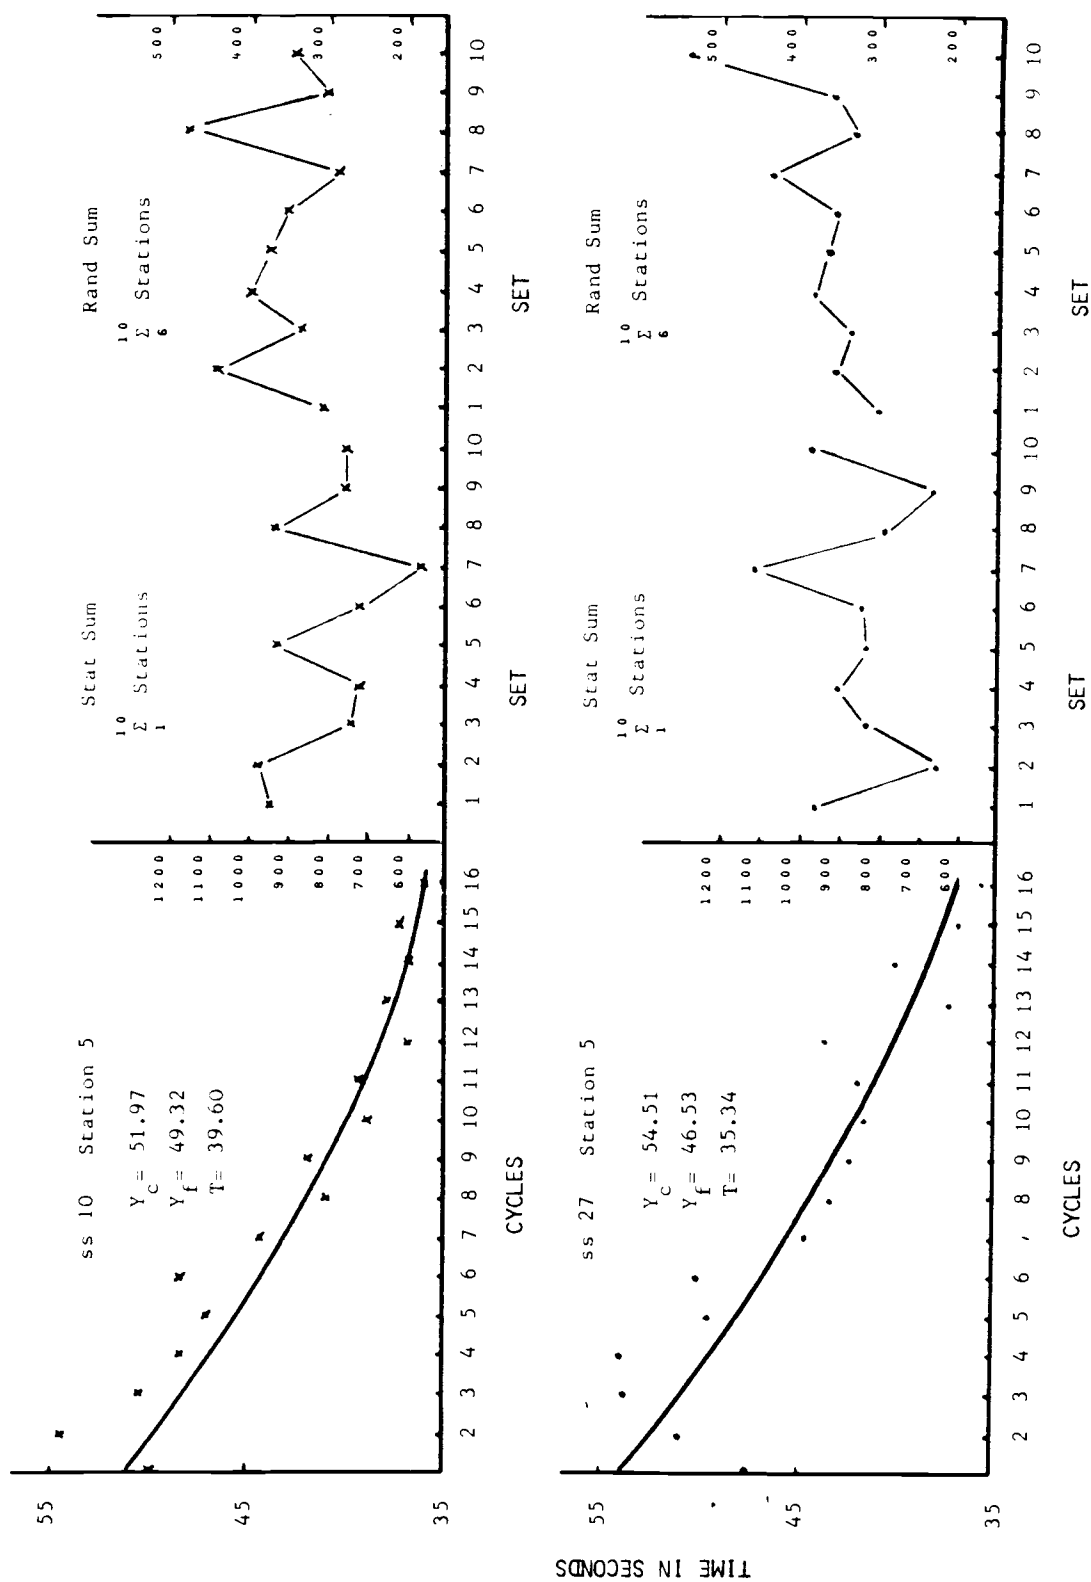 ss 10 Station 5
Y_c = 51.97
Y_f = 49.32
T= 39.60
55
45
35
2 3 4 5 6 7 8 9 10 11 12 13 14 15 16
CYCLES
1200
1100
1000
900
800
700
600
Stat Sum
10
Σ Stations
1
1 2 3 4 5 6 7 8 9 10
SET
Rand Sum
10
Σ Stations
6
1 2 3 4 5 6 7 8 9 10
SET
500
400
300
200
TIME IN SECONDS
ss 27 Station 5
Y_c = 54.51
Y_f = 46.53
T= 35.34
55
45
35
2 3 4 5 6 7 8 9 10 11 12 13 14 15 16
CYCLES
1200
1100
1000
900
800
700
600
Stat Sum
10
Σ Stations
1
1 2 3 4 5 6 7 8 9 10
SET
Rand Sum
10
Σ Stations
6
1 2 3 4 5 6 7 8 9 10
SET
500
400
300
200